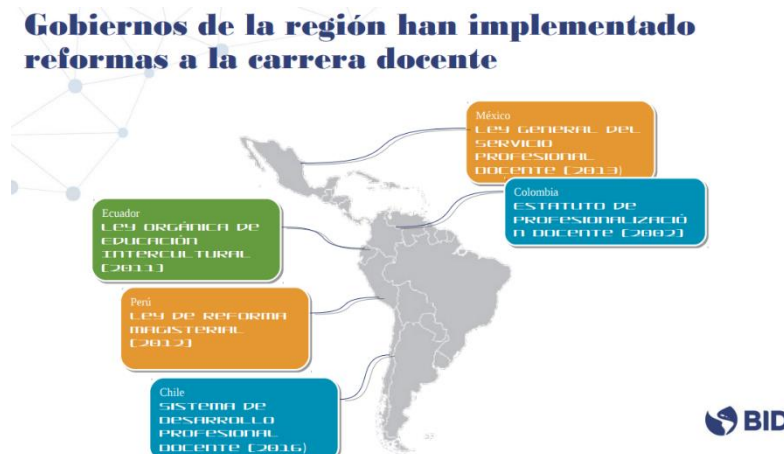 Gobiernos de la región han implementado
reformas a la carrera docente
México
LEY GENERAL DEL
SERVICIO
PROFESIONAL
DOCENTE (2013)
Colombia
ESTATUTO DE
PROFESIONALIZACIÓ
N DOCENTE (2002)
Ecuador
LEY ORGÁNICA DE
EDUCACIÓN
INTERCULTURAL
(2011)
Perú
LEY DE REFORMA
MAGISTERIAL
(2012)
Chile
SISTEMA DE
DESARROLLO
PROFESIONAL
DOCENTE (2016)
BID